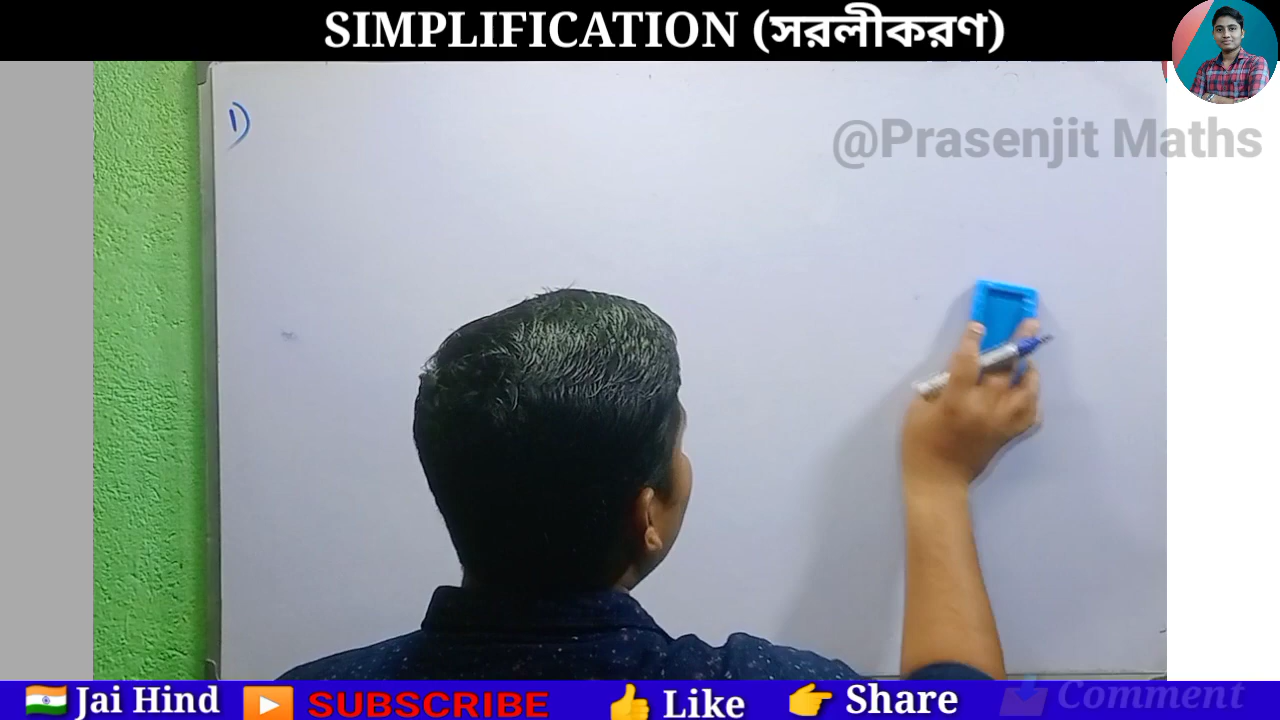 SIMPLIFICATION (সরলীকরণ)
1)
@Prasenjit Maths
Jai Hind SUBSCRIBE Like Share Comment